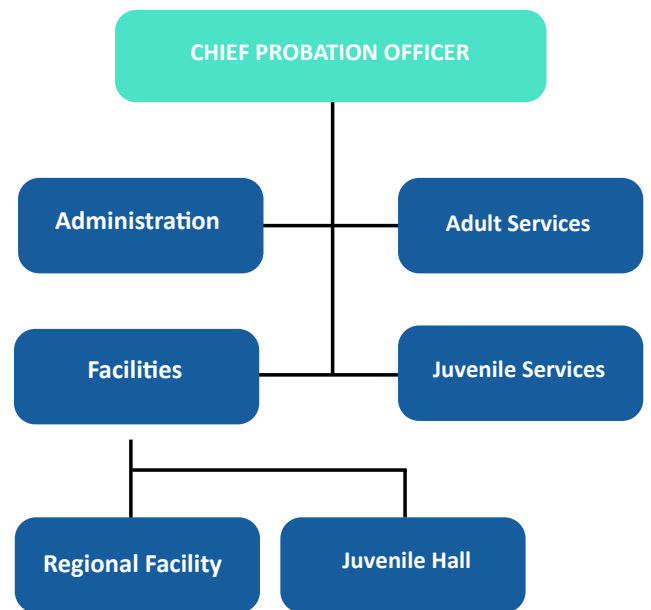 CHIEF PROBATION OFFICER
Administration
Adult Services
Facilities
Juvenile Services
Regional Facility
Juvenile Hall